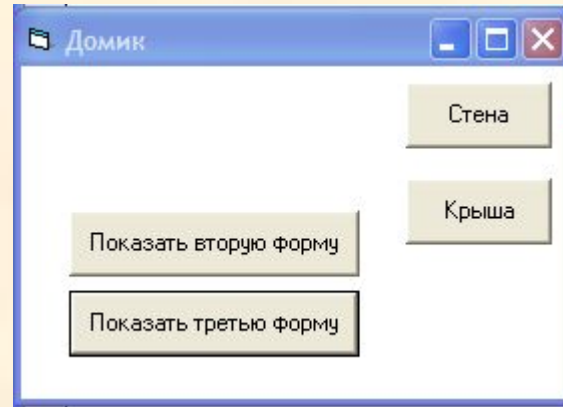 Домик
Стена
Крыша
Показать вторую форму
Показать третью форму